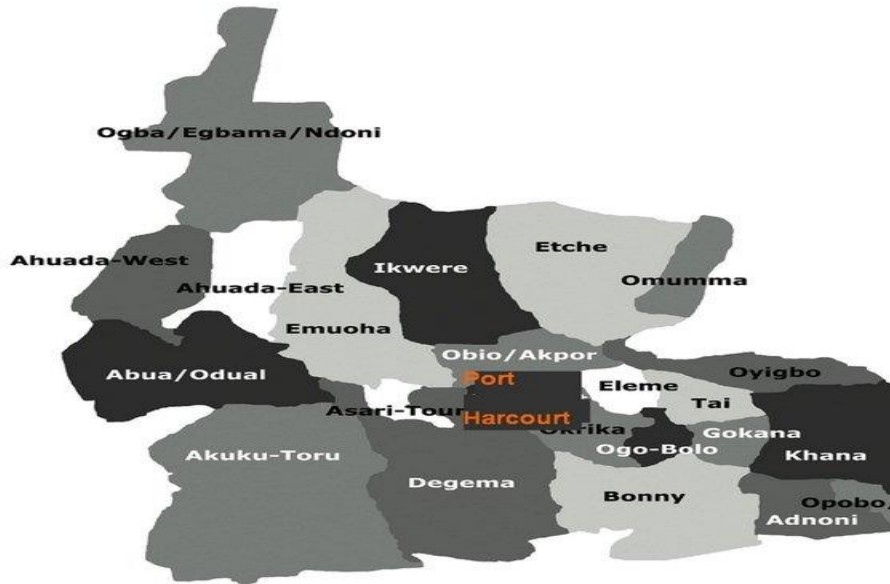 Ogba/Egbama/Ndoni
Etche
Ahuada-West
Ikwere
Omumma
Ahuada-East
Emuoha
Obio/Akpor
Abua/Odual
Port
Harcourt
Eleme
Oyigbo
Tai
Asari-Tour
Okrika
Gokana
Ogo-Bolo
Akuku-Toru
Khana
Degema
Bonny
Opobo/
Adnoni